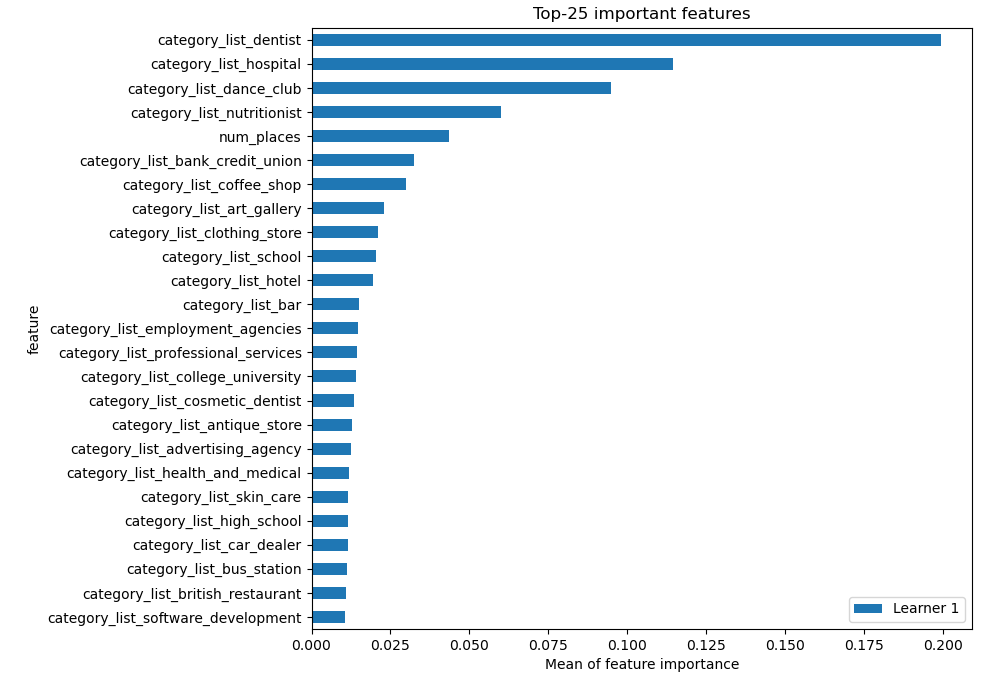 Top-25 important features
category_list_dentist
category_list_hospital
category_list_dance_club
category_list_nutritionist
num_places
category_list_bank_credit_union
category_list_coffee_shop
category_list_art_gallery
category_list_clothing_store
category_list_school
category_list_hotel
category_list_bar
category_list_employment_agencies
category_list_professional_services
category_list_college_university
category_list_cosmetic_dentist
category_list_antique_store
category_list_advertising_agency
category_list_health_and_medical
category_list_skin_care
category_list_high_school
category_list_car_dealer
category_list_bus_station
category_list_british_restaurant
category_list_software_development
feature
Learner 1
0.000 0.025 0.050 0.075 0.100 0.125 0.150 0.175 0.200
Mean of feature importance